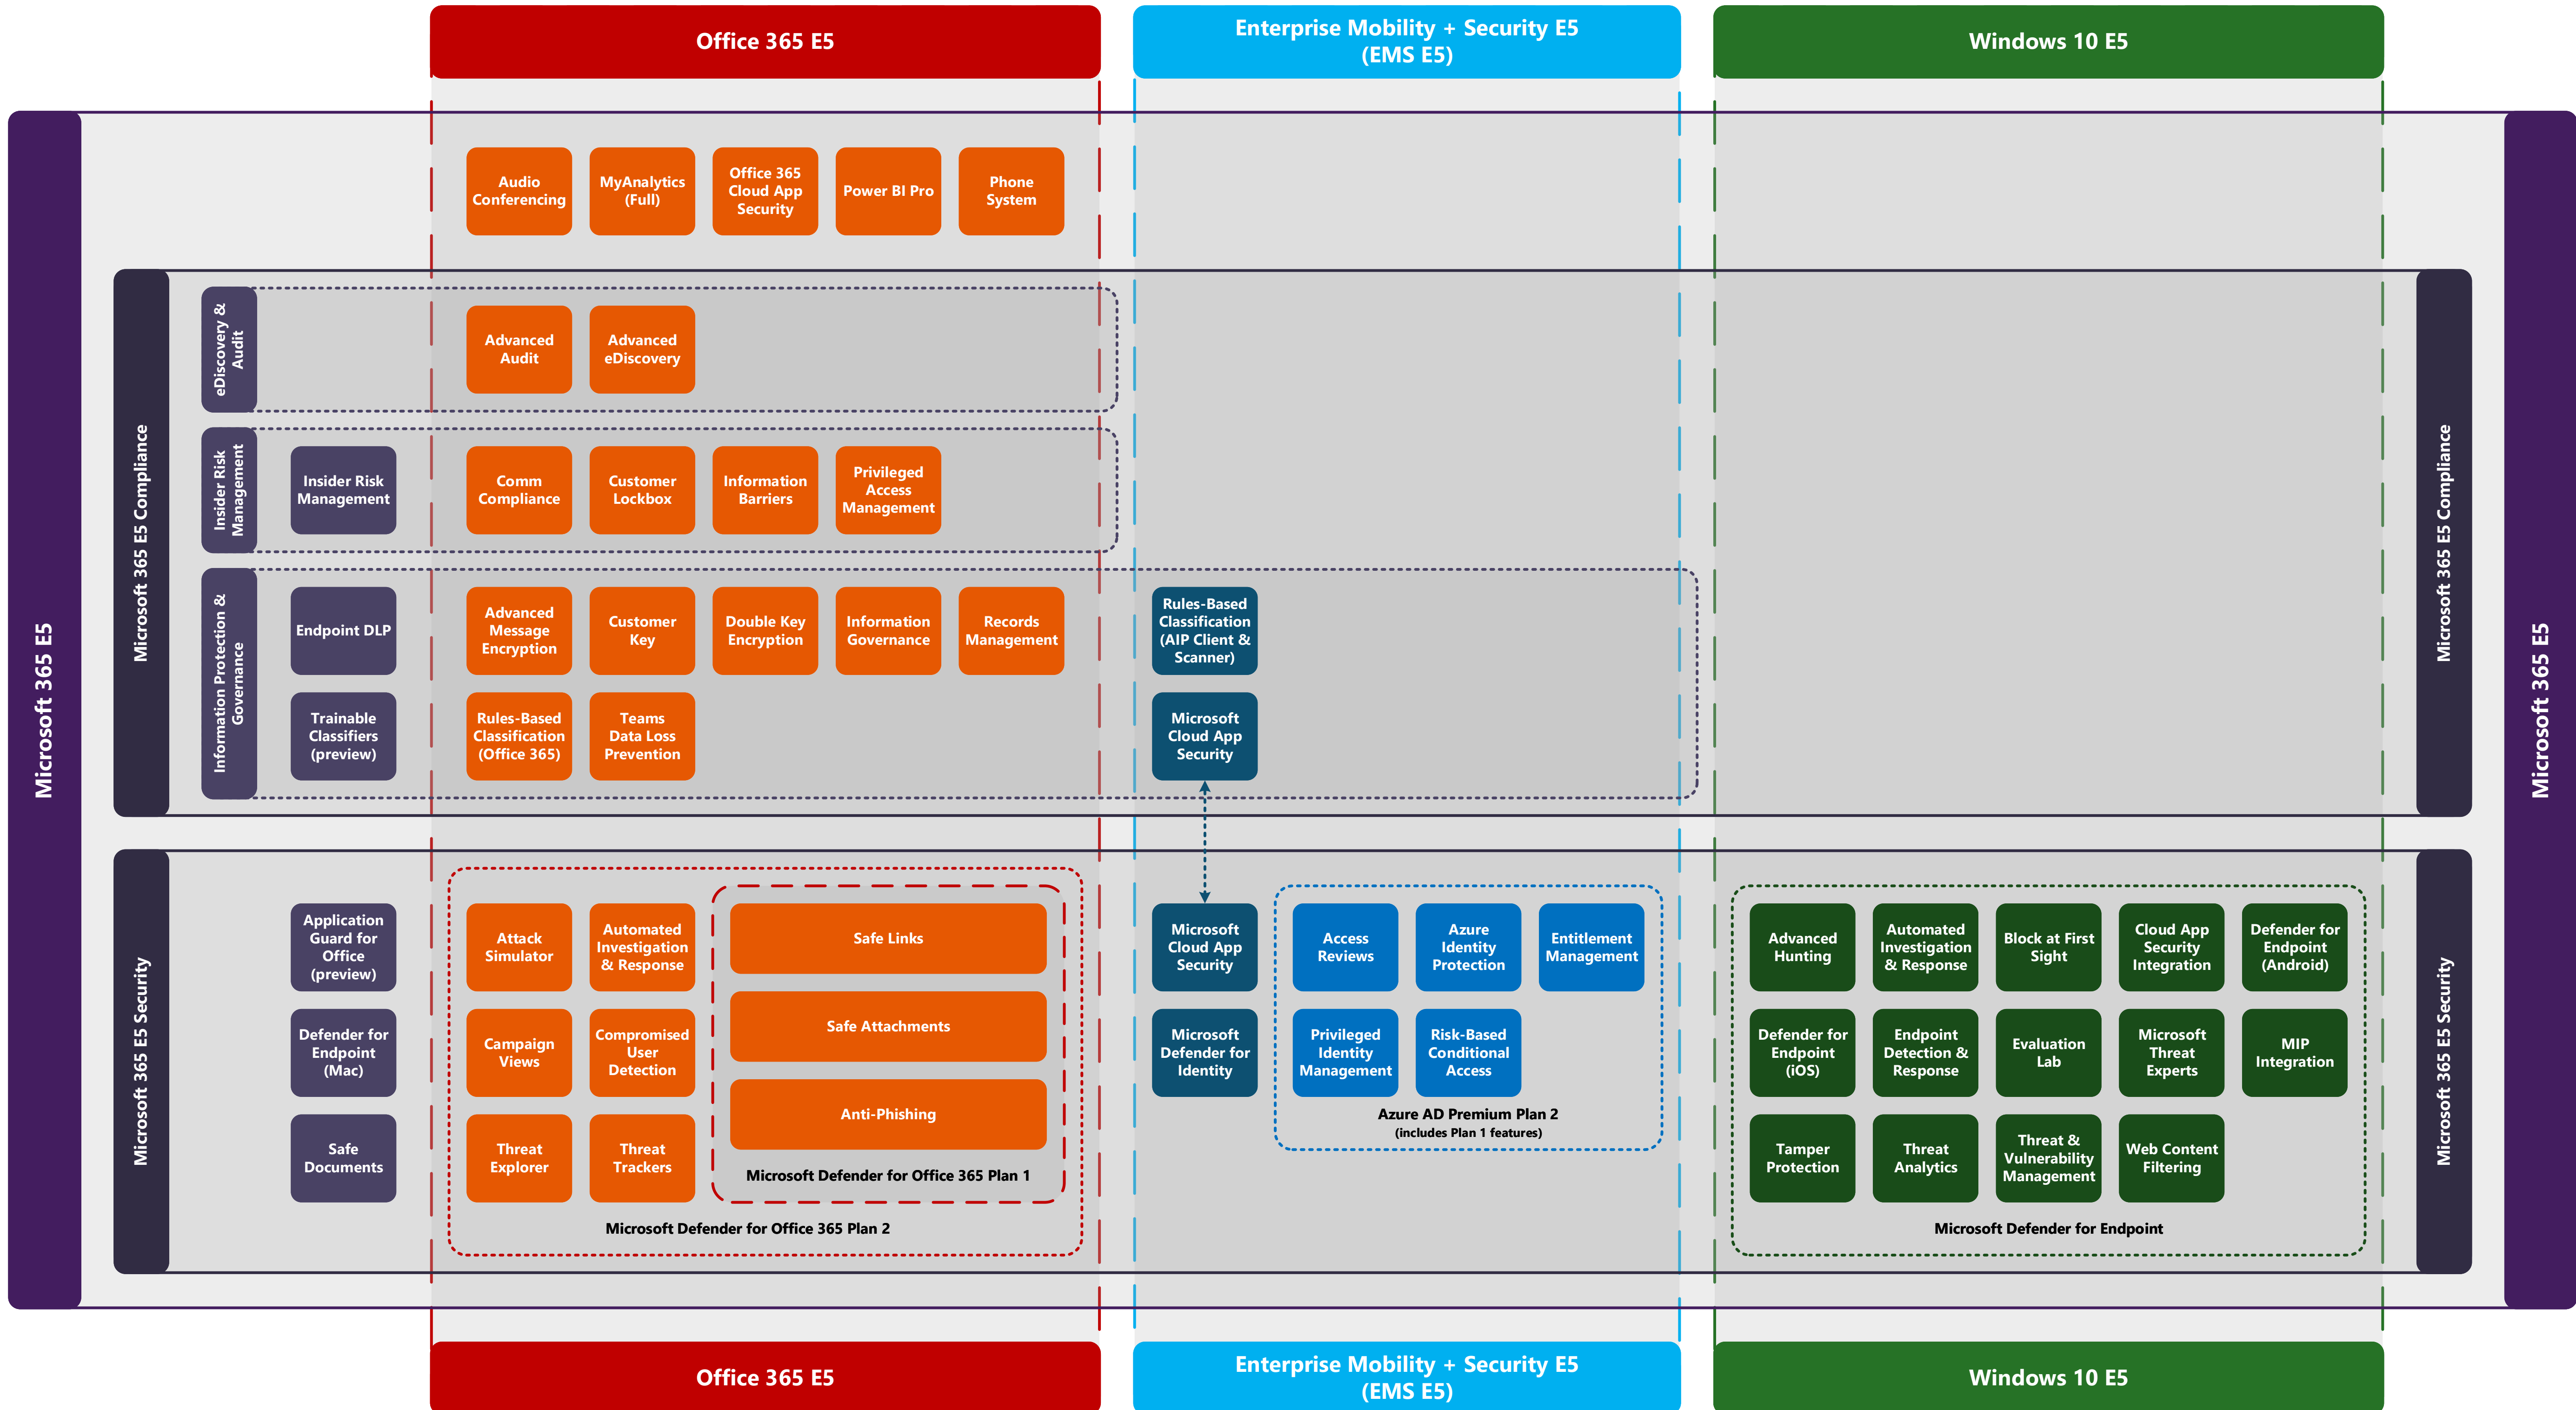 Office 365 E5
Enterprise Mobility + Security E5
(EMS E5)
Windows 10 E5
Microsoft 365 E5
Audio
Conferencing
MyAnalytics
(Full)
Office 365
Cloud App
Security
Power BI Pro
Phone
System
Microsoft 365 E5 Compliance
eDiscovery &
Audit
Advanced
Audit
Advanced
eDiscovery
Insider Risk
Management
Insider Risk
Management
Comm
Compliance
Customer
Lockbox
Information
Barriers
Privileged
Access
Management
Information Protection &
Governance
Endpoint DLP
Advanced
Message
Encryption
Customer
Key
Double Key
Encryption
Information
Governance
Records
Management
Rules-Based
Classification
(AIP Client &
Scanner)
Trainable
Classifiers
(preview)
Rules-Based
Classification
(Office 365)
Teams
Data Loss
Prevention
Microsoft
Cloud App
Security
Microsoft 365 E5 Compliance
Microsoft 365 E5 Security
Application
Guard for
Office
(preview)
Defender for
Endpoint
(Mac)
Safe
Documents
Attack
Simulator
Automated
Investigation
& Response
Campaign
Views
Compromised
User
Detection
Threat
Explorer
Threat
Trackers
Safe Links
Safe Attachments
Anti-Phishing
Microsoft Defender for Office 365 Plan 1
Microsoft Defender for Office 365 Plan 2
Microsoft
Cloud App
Security
Microsoft
Defender for
Identity
Access
Reviews
Azure
Identity
Protection
Entitlement
Management
Privileged
Identity
Management
Risk-Based
Conditional
Access
Azure AD Premium Plan 2
(includes Plan 1 features)
Advanced
Hunting
Automated
Investigation
& Response
Block at First
Sight
Cloud App
Security
Integration
Defender for
Endpoint
(Android)
Defender for
Endpoint
(iOS)
Endpoint
Detection &
Response
Evaluation
Lab
Microsoft
Threat
Experts
MIP
Integration
Tamper
Protection
Threat
Analytics
Threat &
Vulnerability
Management
Web Content
Filtering
Microsoft Defender for Endpoint
Microsoft 365 E5 Security
Microsoft 365 E5
Office 365 E5
Enterprise Mobility + Security E5
(EMS E5)
Windows 10 E5